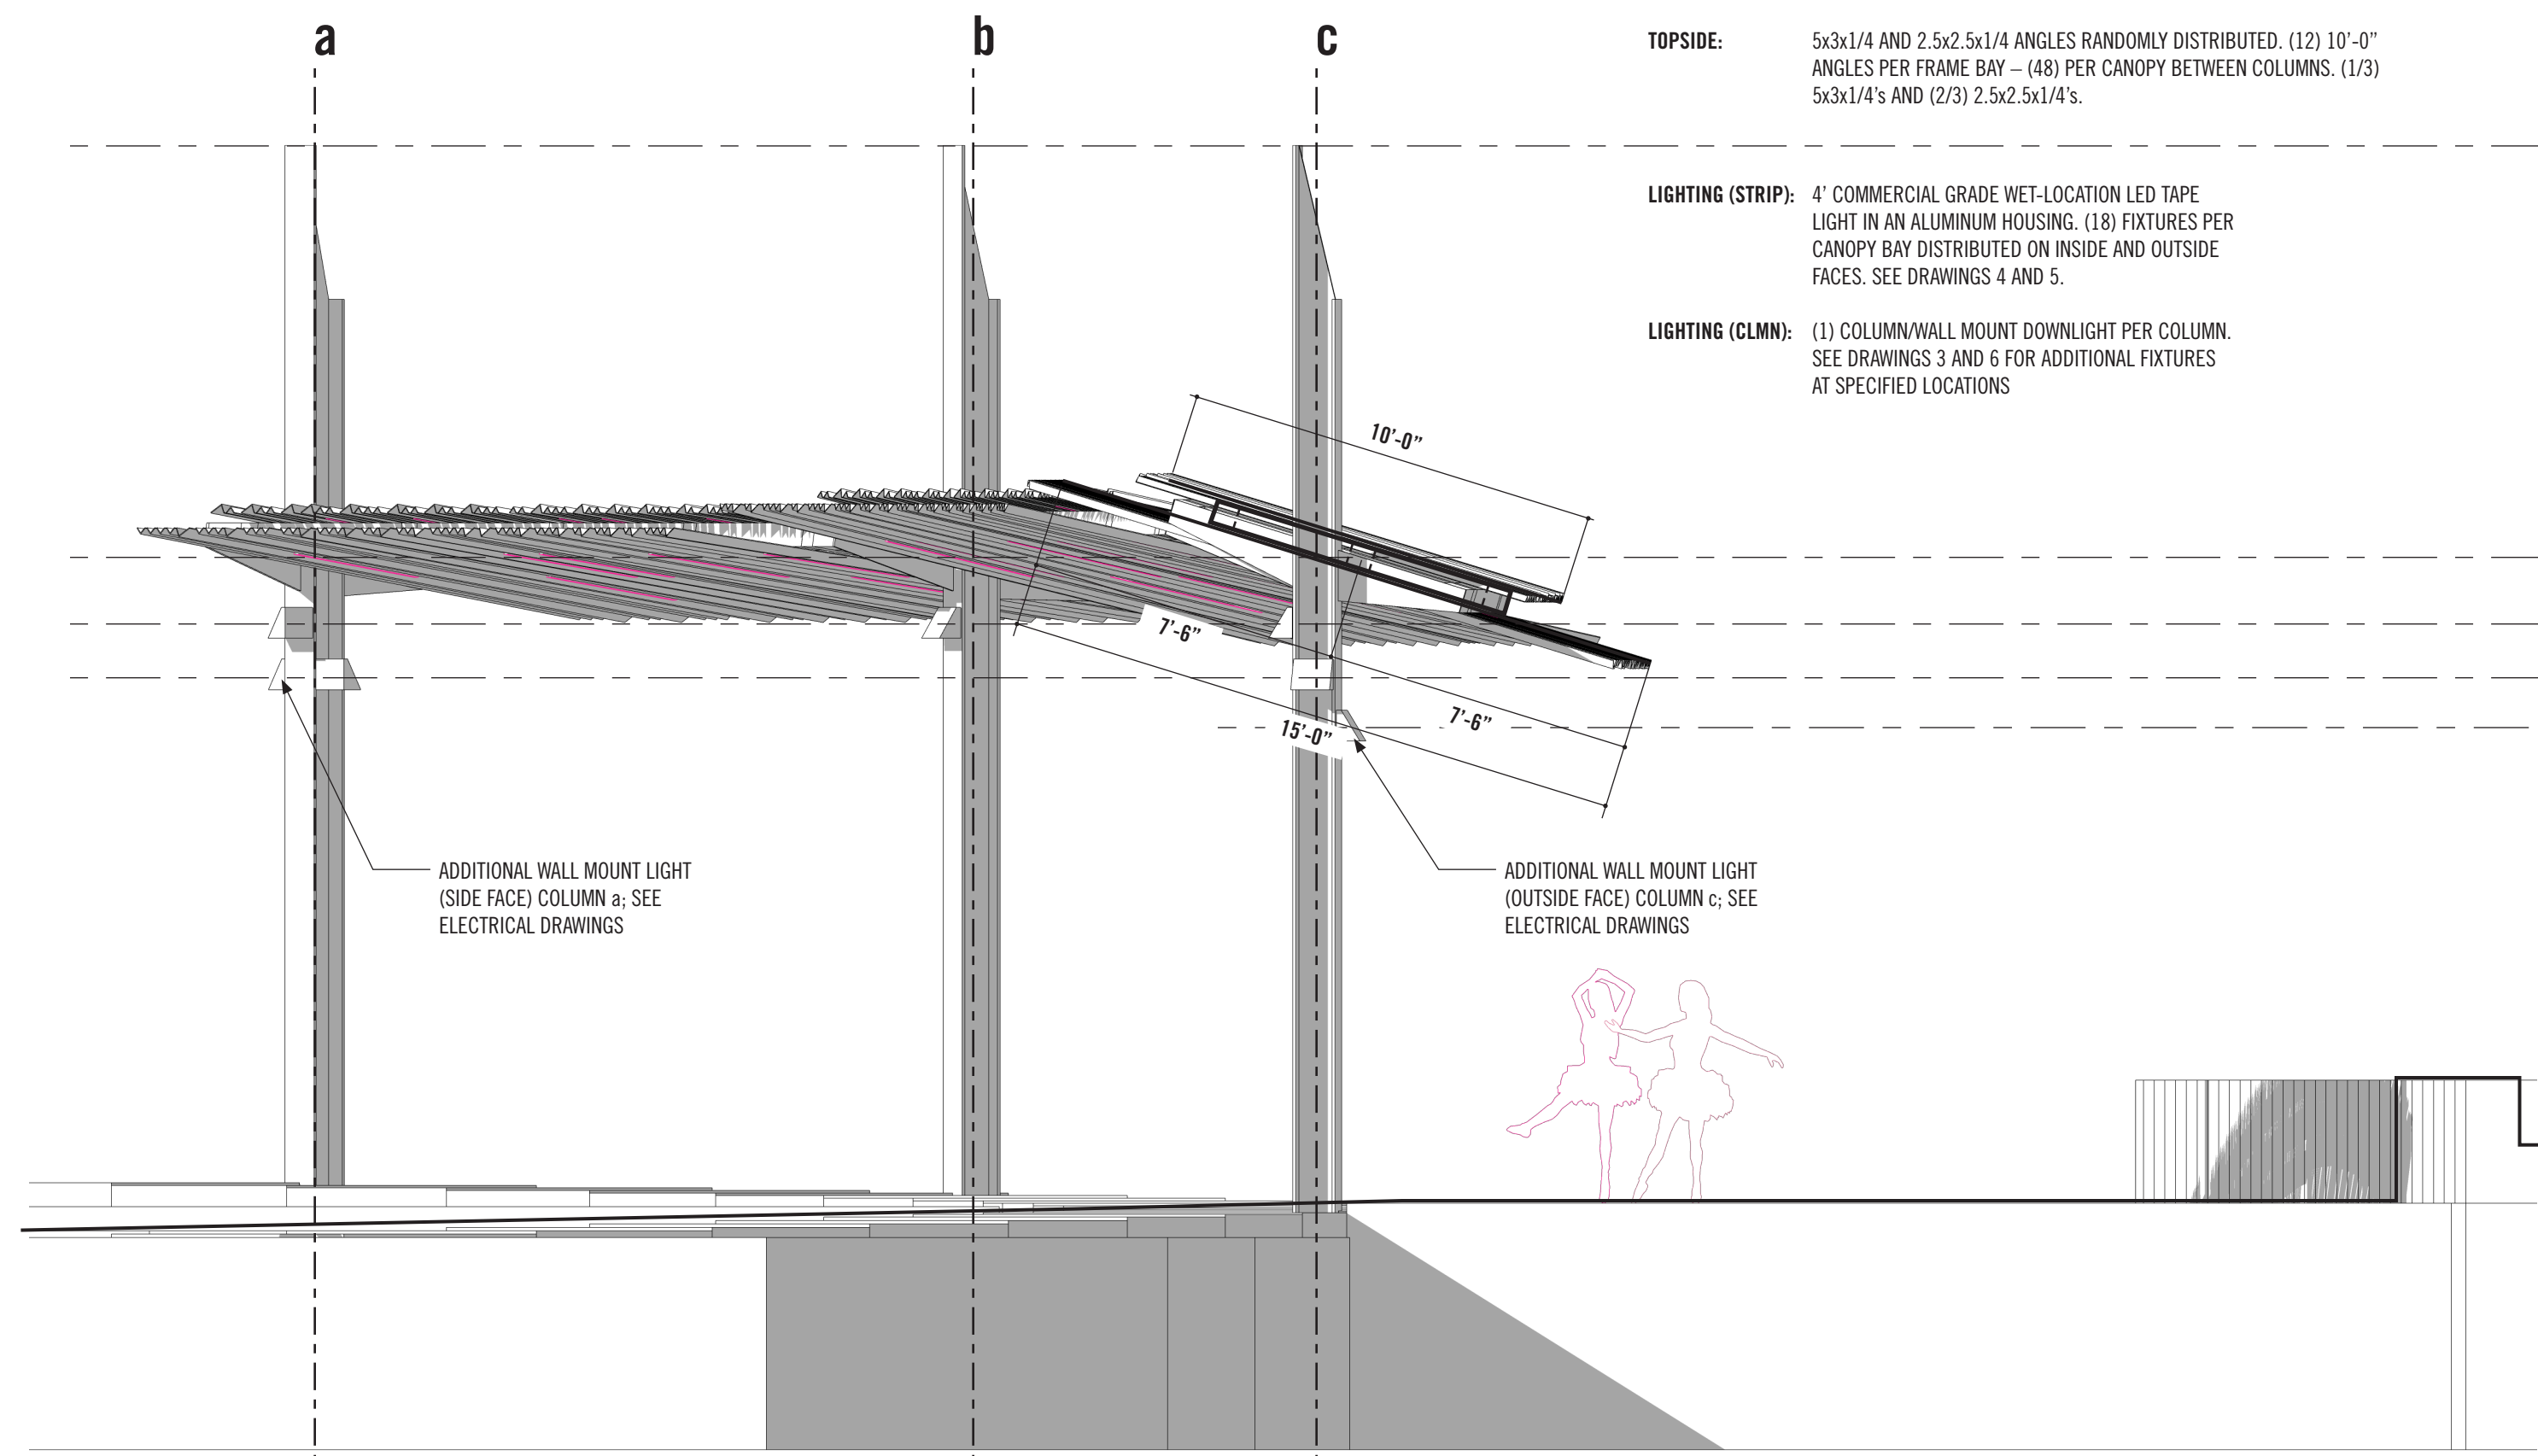 a
b
c
TOPSIDE: 5x3x1/4 AND 2.5x2.5x1/4 ANGLES RANDOMLY DISTRIBUTED. (12) 10'-0”
ANGLES PER FRAME BAY – (48) PER CANOPY BETWEEN COLUMNS. (1/3)
5x3x1/4's AND (2/3) 2.5x2.5x1/4's.
LIGHTING (STRIP): 4' COMMERCIAL GRADE WET-LOCATION LED TAPE
LIGHT IN AN ALUMINUM HOUSING. (18) FIXTURES PER
CANOPY BAY DISTRIBUTED ON INSIDE AND OUTSIDE
FACES. SEE DRAWINGS 4 AND 5.
LIGHTING (CLMN): (1) COLUMN/WALL MOUNT DOWNLIGHT PER COLUMN.
SEE DRAWINGS 3 AND 6 FOR ADDITIONAL FIXTURES
AT SPECIFIED LOCATIONS
10'-0”
7'-6”
7'-6”
15'-0”
ADDITIONAL WALL MOUNT LIGHT
(SIDE FACE) COLUMN a; SEE
ELECTRICAL DRAWINGS
ADDITIONAL WALL MOUNT LIGHT
(OUTSIDE FACE) COLUMN c; SEE
ELECTRICAL DRAWINGS